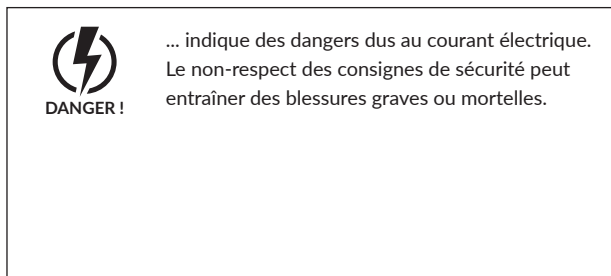 ... indique des dangers dus au courant électrique.
Le non-respect des consignes de sécurité peut
entraîner des blessures graves ou mortelles.
DANGER !